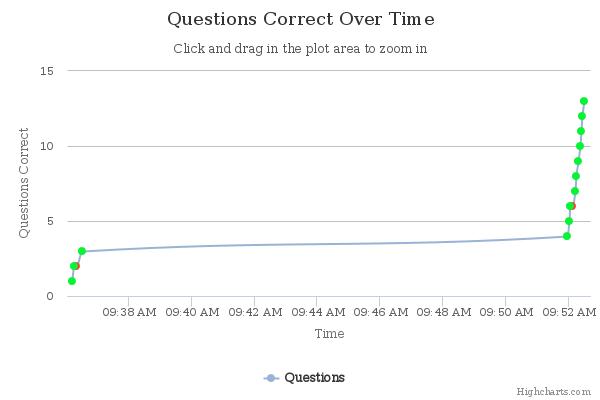 Questions Correct Over Time
Click and drag in the plot area to zoom in
Questions Correct
15
10
5
0
09:38 AM 09:40 AM 09:42 AM 09:44 AM 09:46 AM 09:48 AM 09:50 AM 09:52 AM
Time
Questions
Highcharts.com